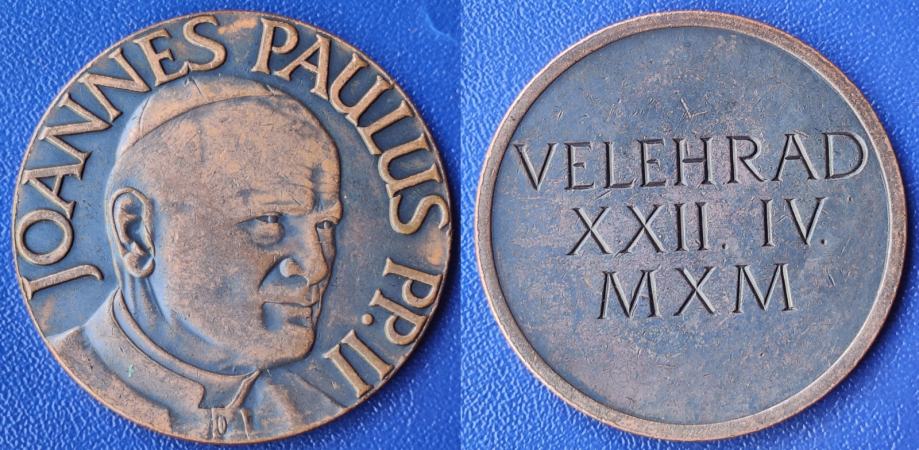 JOANNES PAULUS PP.II
VELEHRAD
XXII. IV.
MXM